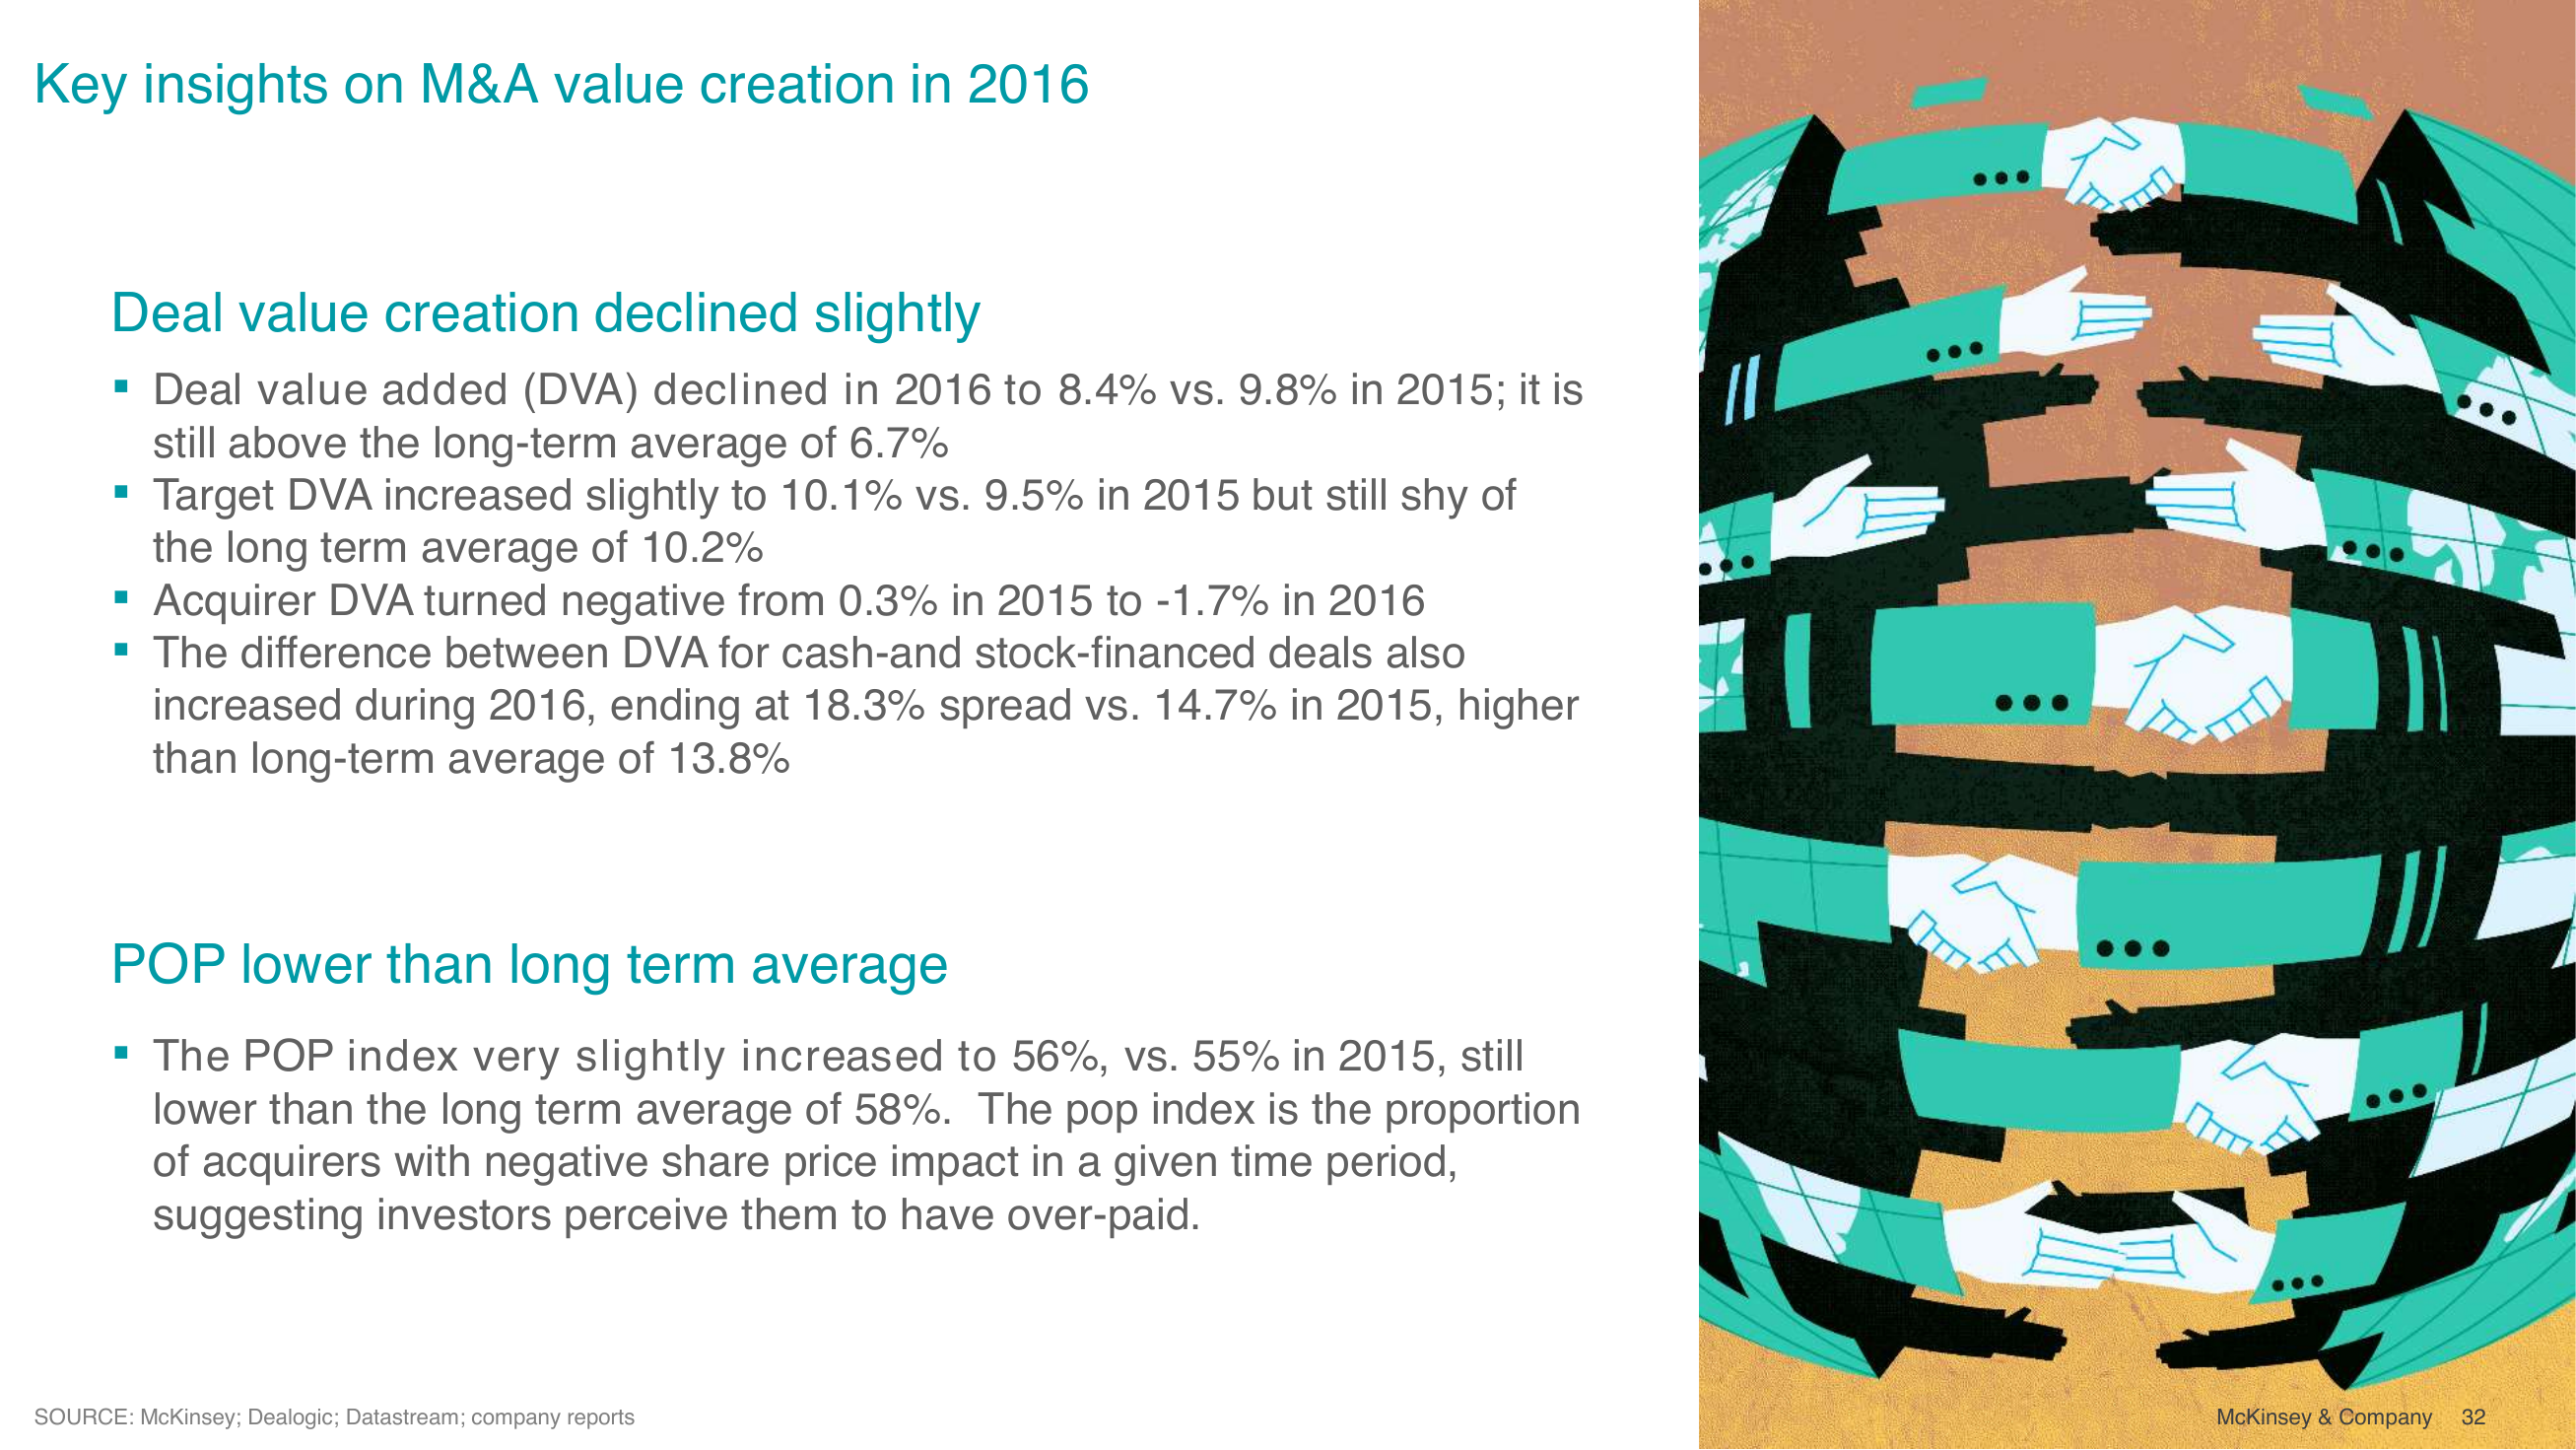 Key insights on M&A value creation in 2016
Deal value creation declined slightly
▪ Deal value added (DVA) declined in 2016 to 8.4% vs. 9.8% in 2015; it is
still above the long-term average of 6.7%
▪ Target DVA increased slightly to 10.1% vs. 9.5% in 2015 but still shy of
the long term average of 10.2%
▪ Acquirer DVA turned negative from 0.3% in 2015 to -1.7% in 2016
▪ The difference between DVA for cash-and stock-financed deals also
increased during 2016, ending at 18.3% spread vs. 14.7% in 2015, higher
than long-term average of 13.8%
POP lower than long term average
▪ The POP index very slightly increased to 56%, vs. 55% in 2015, still
lower than the long term average of 58%.  The pop index is the proportion
of acquirers with negative share price impact in a given time period,
suggesting investors perceive them to have over-paid.
SOURCE: McKinsey; Dealogic; Datastream; company reports
McKinsey & Company 32